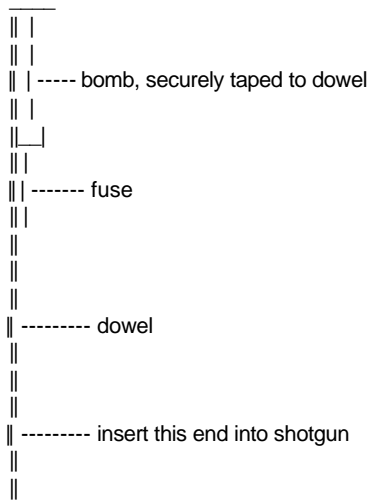 bomb, securely taped to dowel
fuse
dowel
insert this end into shotgun